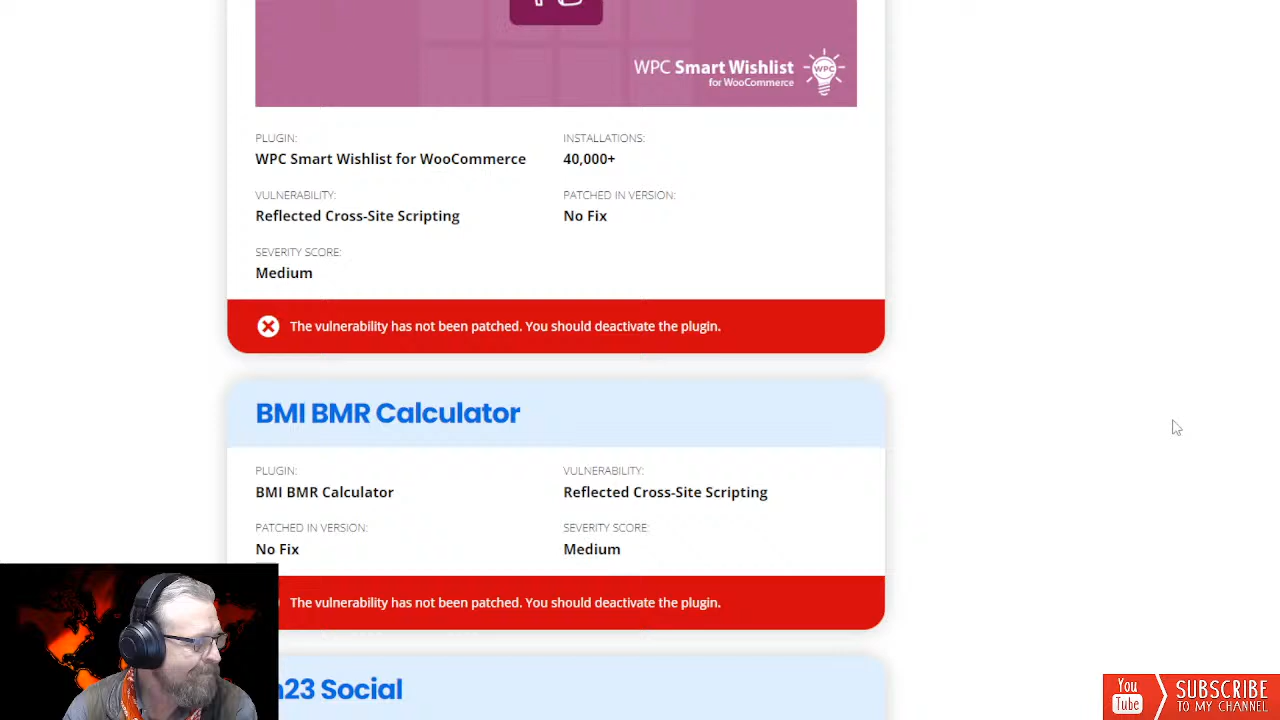 WPC Smart Wishlist
for WooCommerce
WPC
PLUGIN:
INSTALLATIONS:
WPC Smart Wishlist for WooCommerce
40,000+
VULNERABILITY:
PATCHED IN VERSION:
Reflected Cross-Site Scripting
No Fix
SEVERITY SCORE:
Medium
The vulnerability has not been patched. You should deactivate the plugin.
BMI BMR Calculator
PLUGIN:
VULNERABILITY:
BMI BMR Calculator
Reflected Cross-Site Scripting
PATCHED IN VERSION:
SEVERITY SCORE:
No Fix
Medium
The vulnerability has not been patched. You should deactivate the plugin.
Social
You
Tube
SUBSCRIBE
TO MY CHANNEL